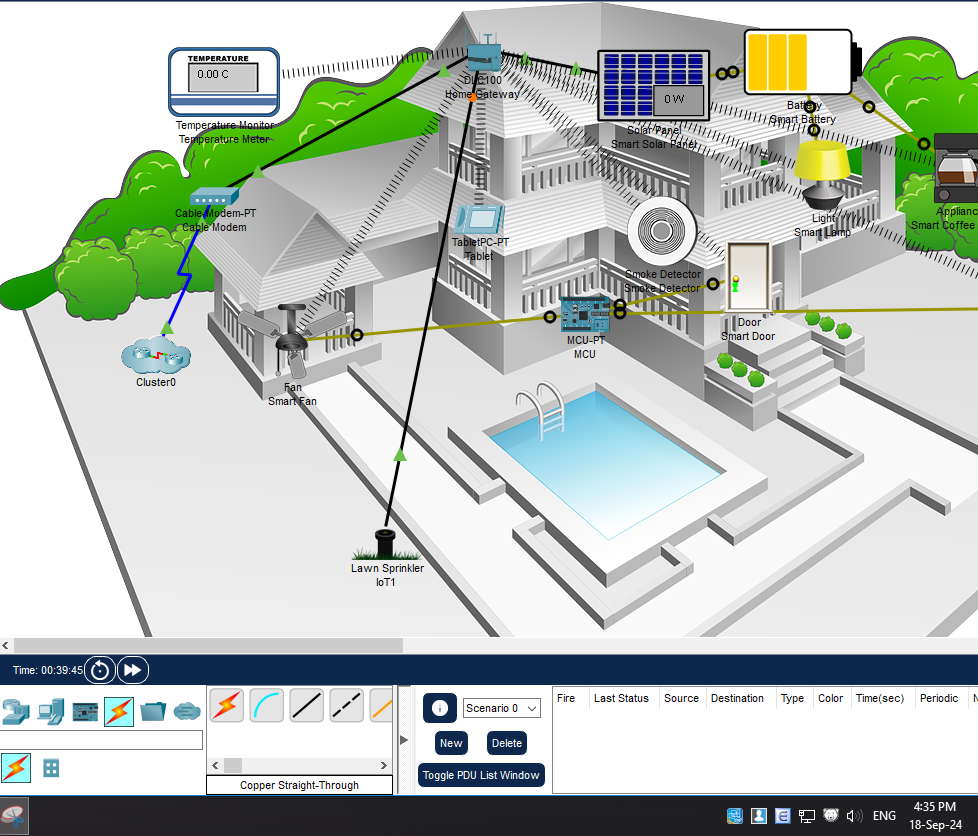 TEMPERATURE
0.00 C
Temperature Monitor
Temperature Meter
DLC100
Home Gateway
0 W
Solar Panel
Smart Solar Panel
Battery
Smart Battery
Light
Smart Lamp
Applianc
Smart Coffee
Cable-Modem-PT
Cable Modem
TabletPC-PT
Tablet
Smoke Detector
Smoke Detector
Door
Smart Door
MCU-PT
MCU
Cluster0
Fan
Smart Fan
Lawn Sprinkler
IoT1
Time: 00:39:45
Scenario 0
New
Delete
Toggle PDU List Window
Copper Straight-Through
Fire Last Status Source Destination Type Color Time(sec) Periodic N
ENG
4:35 PM
18-Sep-24